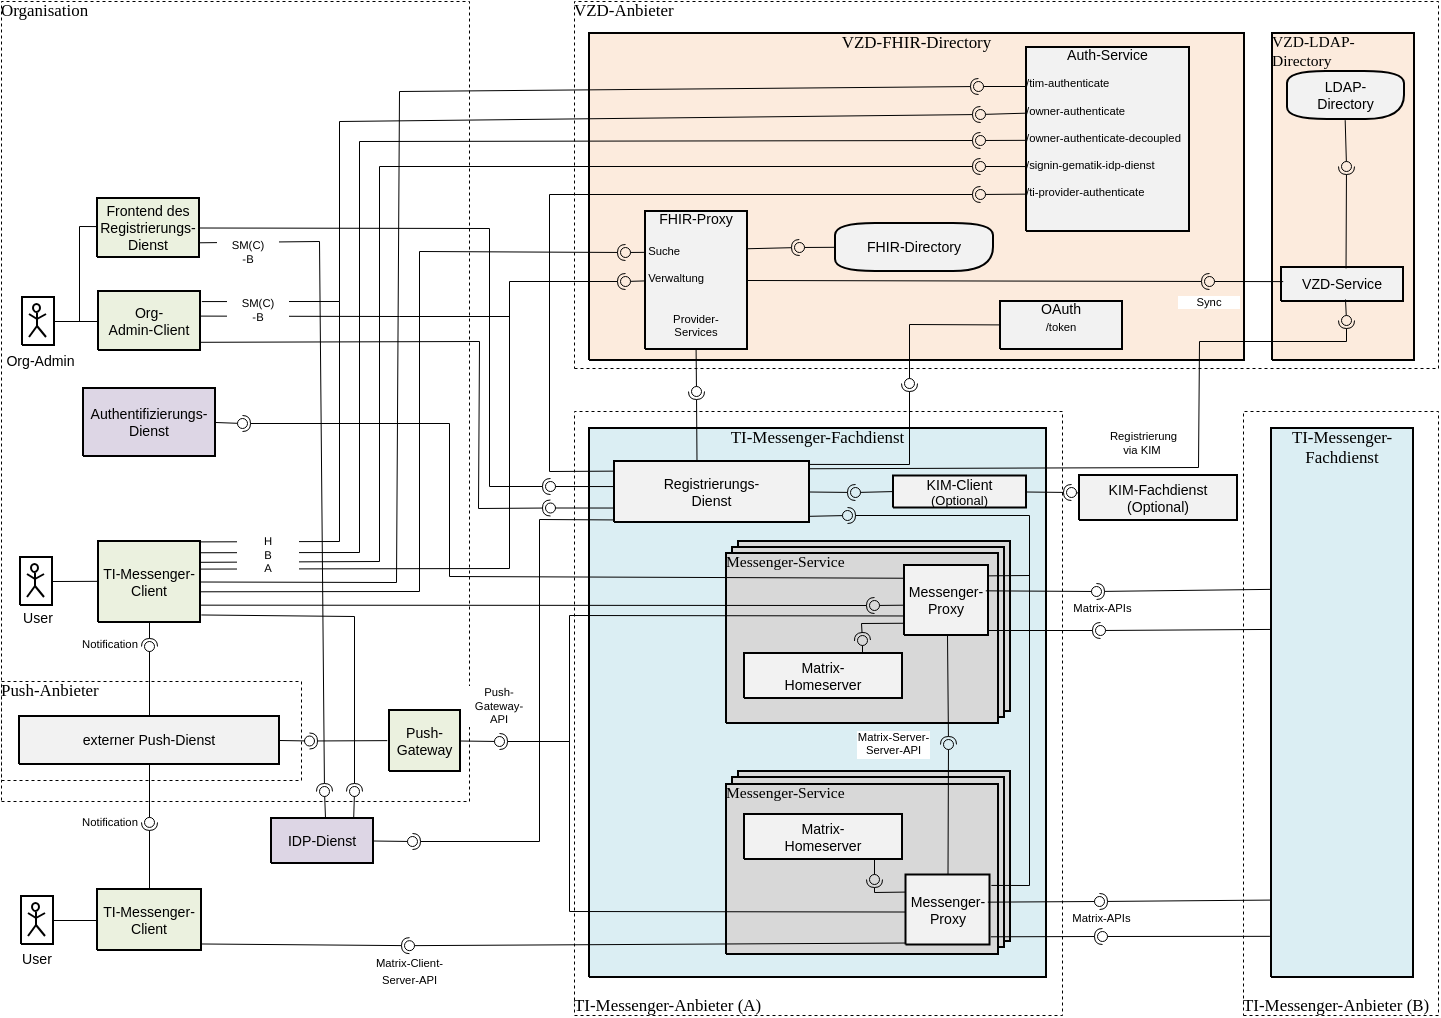 Organisation
VZD-Anbieter
VZD-FHIR-Directory
Auth-Service
/tim-authenticate
/owner-authenticate
/owner-authenticate-decoupled
/signin-gematik-idp-dienst
/ti-provider-authenticate
VZD-LDAP-
Directory
LDAP-
Directory
Frontend des
Registrierungs-
Dienst
SM(C)
-B
FHIR-Proxy
Suche
Verwaltung
Provider-
Services
FHIR-Directory
VZD-Service
Sync
OAuth
/token
Org-
Admin-Client
SM(C)
-B
Org-Admin
Authentifizierungs-
Dienst
TI-Messenger-Fachdienst
Registrierung
via KIM
TI-Messenger-
Fachdienst
Registrierungs-
Dienst
KIM-Client
(Optional)
KIM-Fachdienst
(Optional)
TI-Messenger-
Client
H
B
A
User
Notification
Messenger-Service
Messenger-
Proxy
Matrix-APIs
Matrix-
Homeserver
Push-Anbieter
externer Push-Dienst
Push-
Gateway
Push-
Gateway-
API
Matrix-Server-
Server-API
Messenger-Service
Matrix-
Homeserver
Notification
IDP-Dienst
Messenger-
Proxy
Matrix-APIs
TI-Messenger-
Client
User
Matrix-Client-
Server-API
TI-Messenger-Anbieter (A)
TI-Messenger-Anbieter (B)